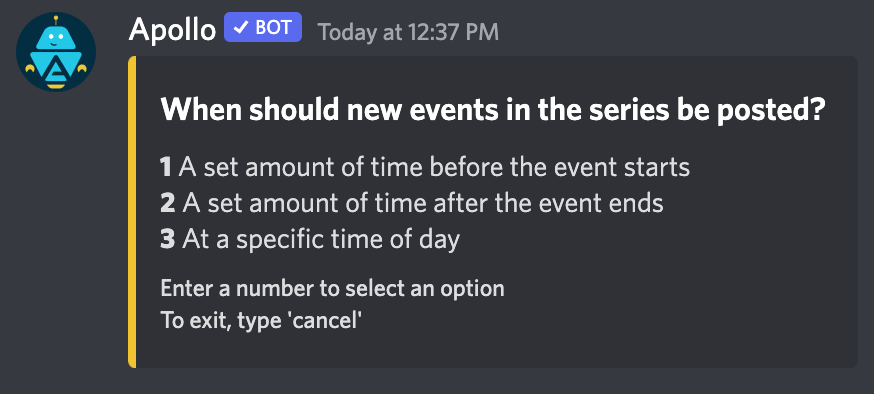 Apollo ✓ BOT Today at 12:37 PM
When should new events in the series be posted?
1 A set amount of time before the event starts
2 A set amount of time after the event ends
3 At a specific time of day
Enter a number to select an option
To exit, type 'cancel'